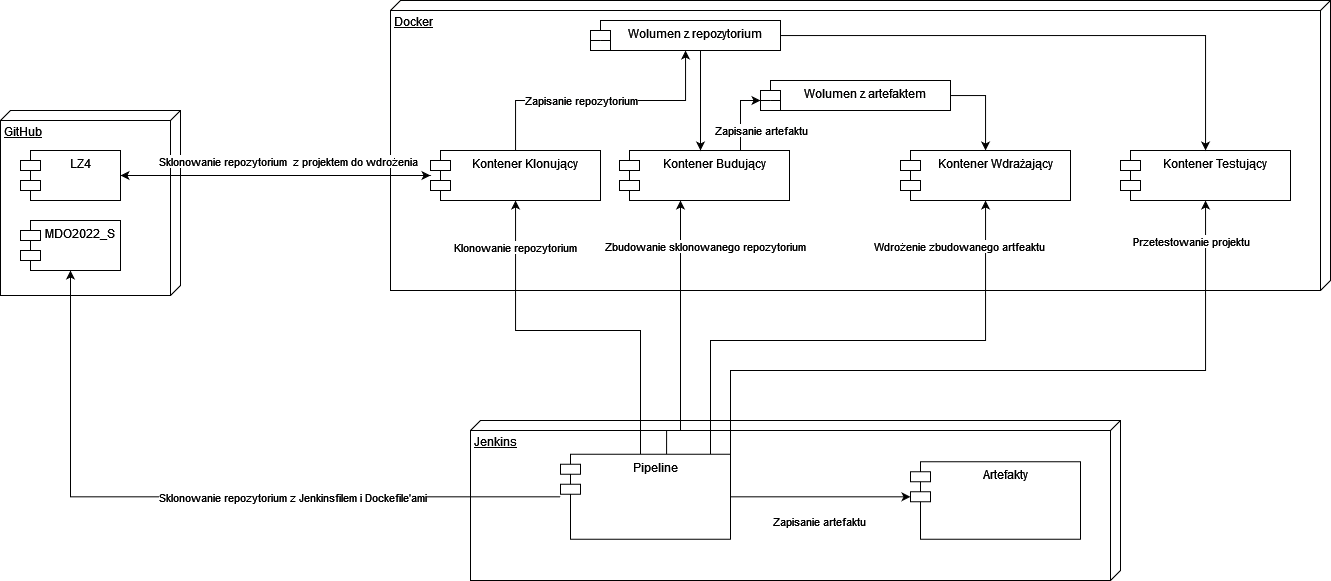 Docker
Wolumen z repozytorium
Wolumen z artefaktem
Zapisanie repozytorium
Zapisanie artefaktu
GitHub
LZ4
Sklonowanie repozytorium z projektem do wdrożenia
Kontener Klonujący
Kontener Budujący
Kontener Wdrażający
Kontener Testujący
MDO2022_S
Klonowanie repozytorium
Zbudowanie sklonowanego repozytorium
Wdrożenie zbudowanego artfeaktu
Przetestowanie projektu
Jenkins
Pipeline
Artefakty
Sklonowanie repozytorium z Jenkinsfilem i Dockefile'ami
Zapisanie artefaktu